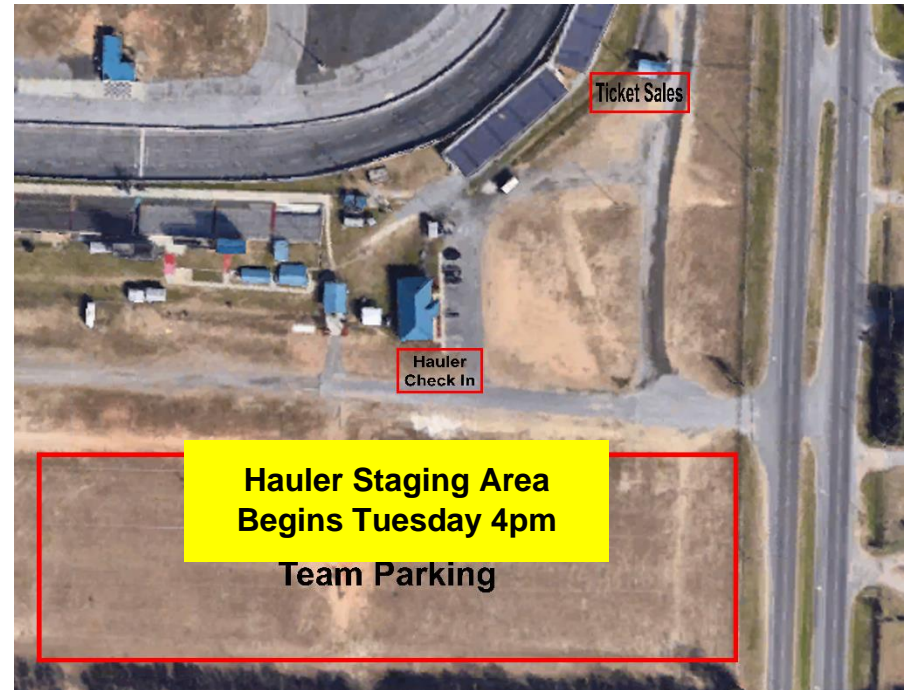 Ticket Sales
Hauler
Check In
Hauler Staging Area
Begins Tuesday 4pm
Team Parking